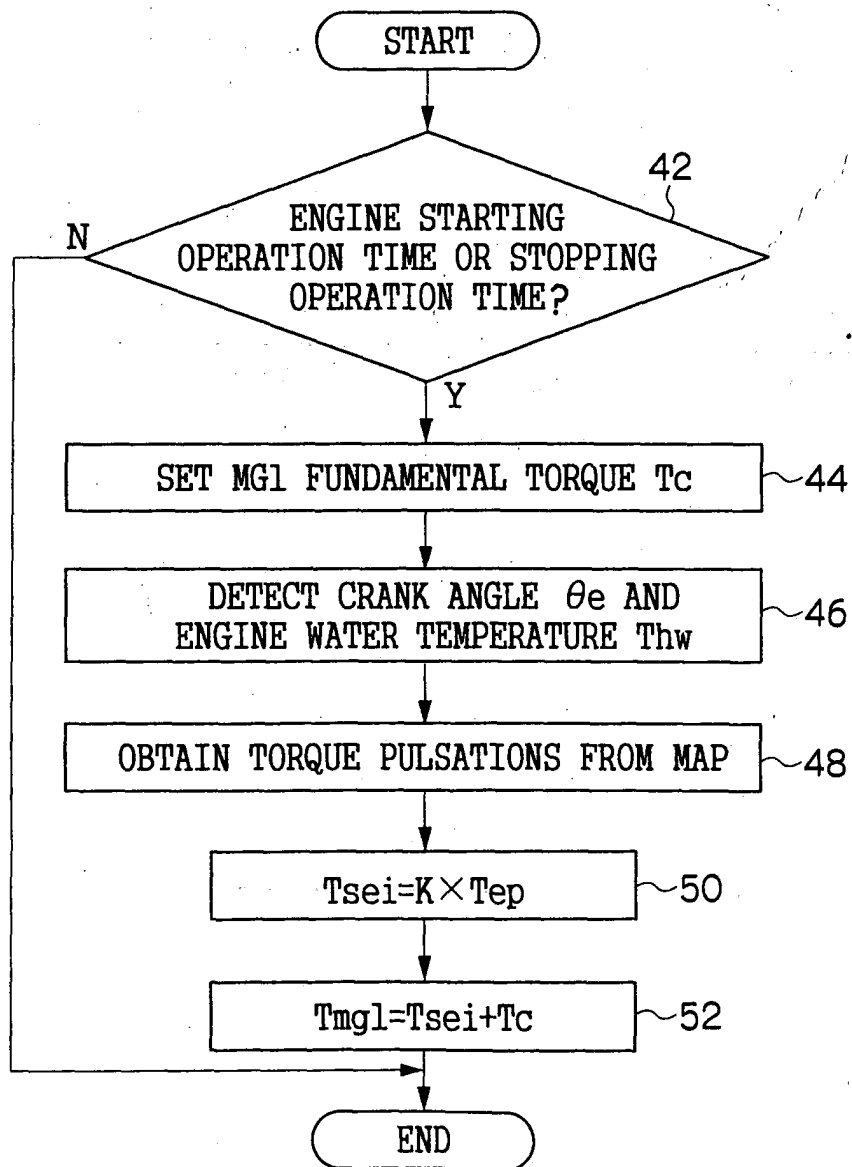 START
42
ENGINE STARTING
N
OPERATION TIME OR STOPPING
OPERATION TIME?
Y
SET MG1 FUNDAMENTAL TORQUE Tc
44
DETECT CRANK ANGLE θe AND
ENGINE WATER TEMPERATURE Thw
46
OBTAIN TORQUE PULSATIONS FROM MAP
48
Tsei=K×Tep
50
Tmg1=Tsei+Tc
52
END